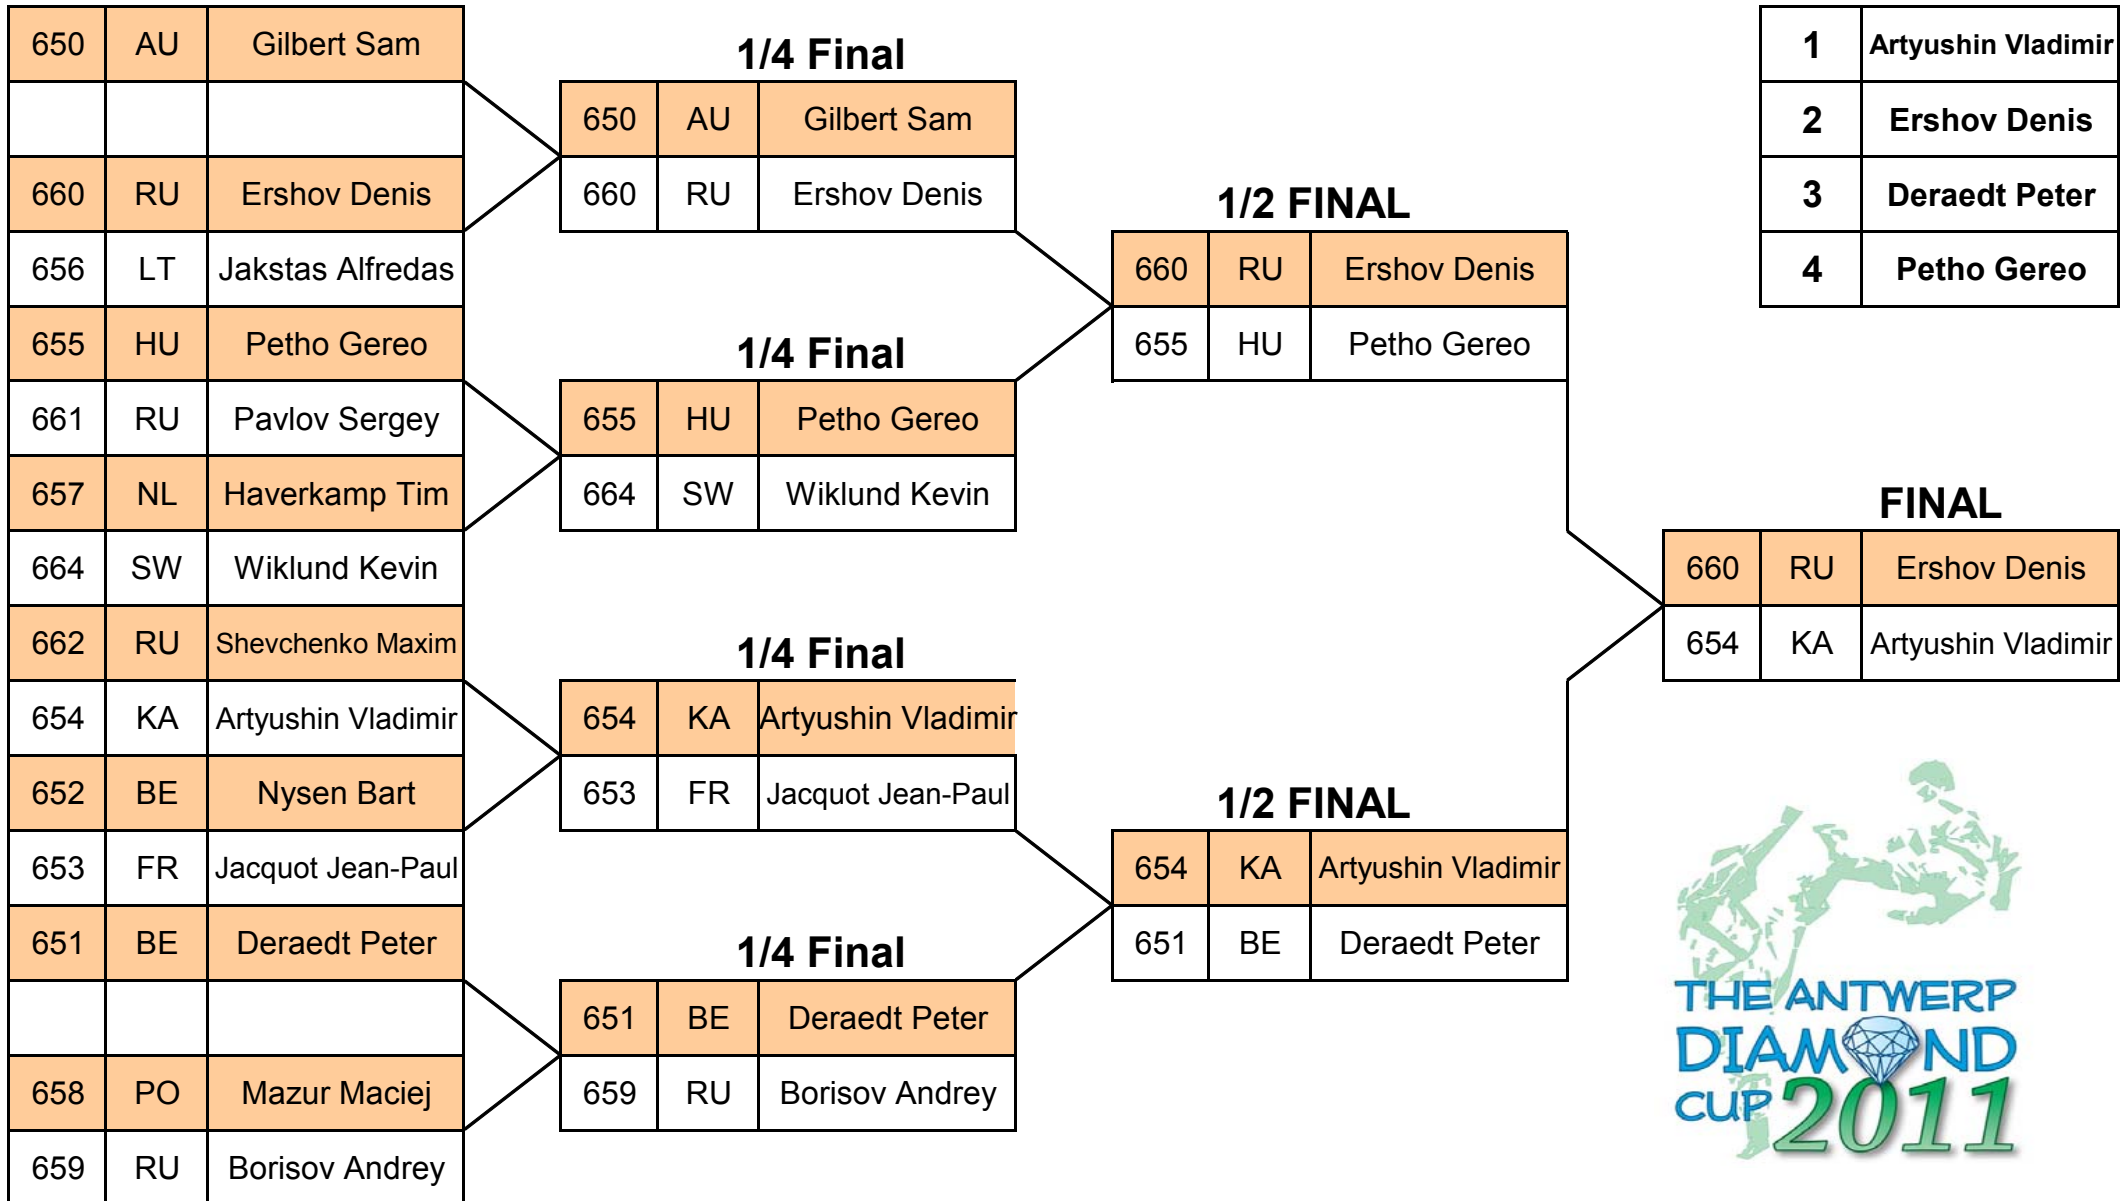 650 AU Gilbert Sam
660 RU Ershov Denis
656 LT Jakstas Alfredas
655 HU Petho Gereo
661 RU Pavlov Sergey
657 NL Haverkamp Tim
664 SW Wiklund Kevin
662 RU Shevchenko Maxim
654 KA Artyushin Vladimir
652 BE Nysen Bart
653 FR Jacquot Jean-Paul
651 BE Deraedt Peter
658 PO Mazur Maciej
659 RU Borisov Andrey
1/4 Final
650 AU Gilbert Sam
660 RU Ershov Denis
1/4 Final
655 HU Petho Gereo
664 SW Wiklund Kevin
1/4 Final
654 KA Artyushin Vladimir
653 FR Jacquot Jean-Paul
1/4 Final
651 BE Deraedt Peter
659 RU Borisov Andrey
1/2 FINAL
660 RU Ershov Denis
655 HU Petho Gereo
1/2 FINAL
654 KA Artyushin Vladimir
651 BE Deraedt Peter
FINAL
660 RU Ershov Denis
654 KA Artyushin Vladimir
1 Artyushin Vladimir
2 Ershov Denis
3 Deraedt Peter
4 Petho Gereo
THE ANTWERP
DIAMOND
CUP 2011